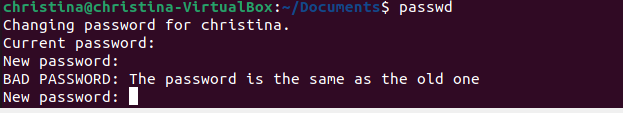 christina@christina-VirtualBox:~/Documents$ passwd
Changing password for christina.
Current password:
New password:
BAD PASSWORD: The password is the same as the old one
New password: